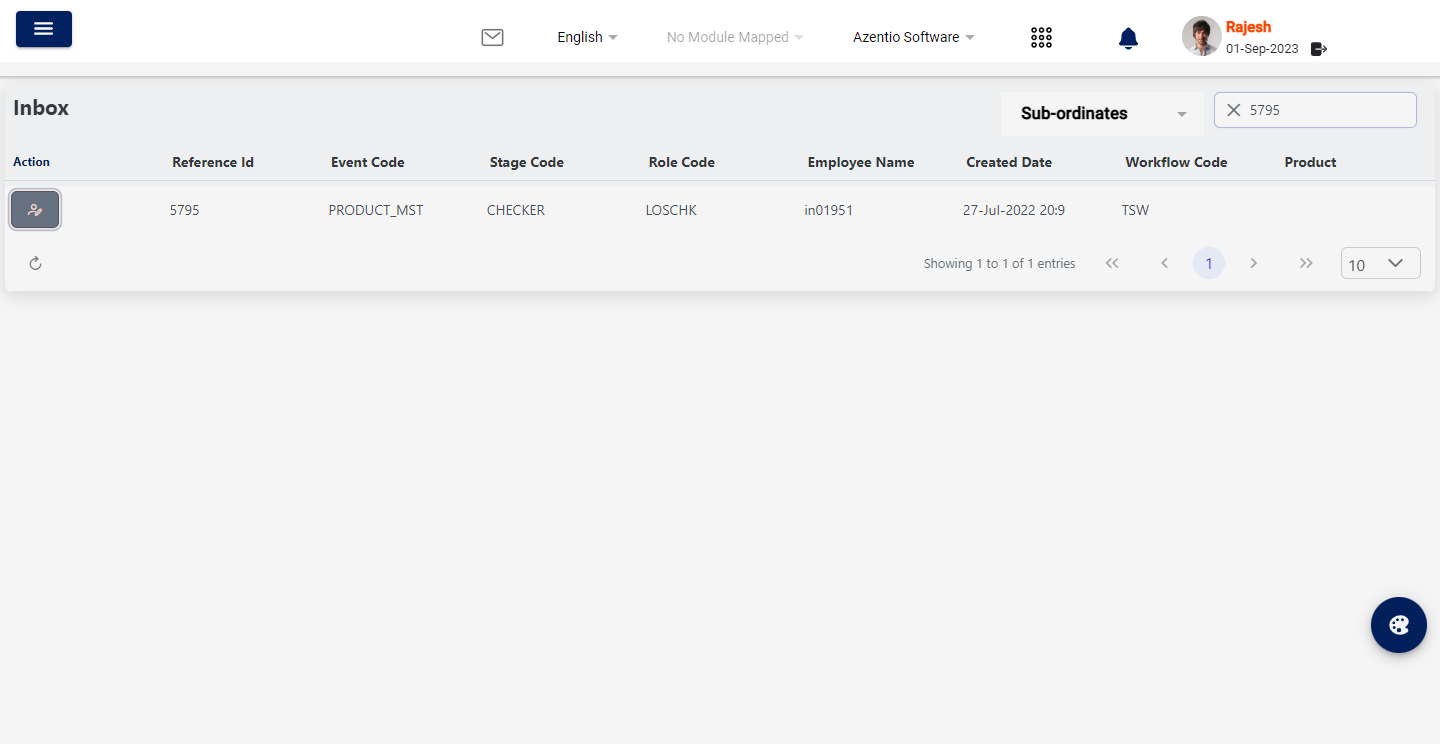 English No Module Mapped Azentio Software Rajesh
01-Sep-2023
Inbox Sub-ordinates 5795
Action Reference Id Event Code Stage Code Role Code Employee Name Created Date Workflow Code Product
5795 PRODUCT_MST CHECKER LOSCHK in01951 27-Jul-2022 20:9 TSW
Showing 1 to 1 of 1 entries 1 10